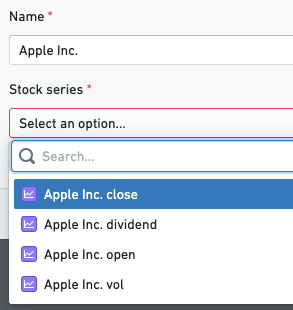 Name *
Apple Inc.
Stock series *
Select an option...
Search...
Apple Inc. close
Apple Inc. dividend
Apple Inc. open
Apple Inc. vol